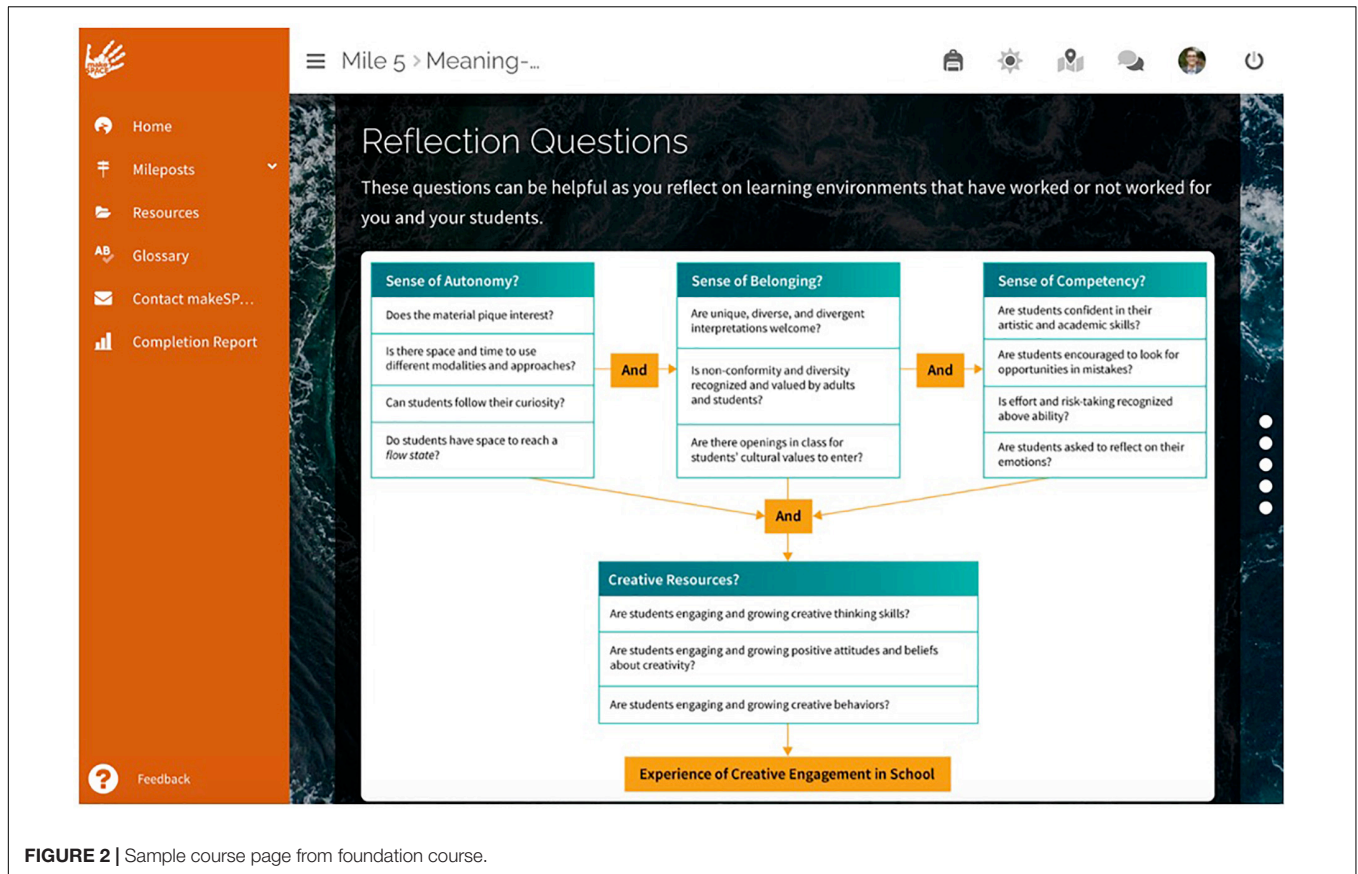 make
SPACE
Mile 5 > Meaning-...
Home
Mileposts
Resources
AB
Glossary
Contact makeSP...
Completion Report
? Feedback
Reflection Questions
These questions can be helpful as you reflect on learning environments that have worked or not worked for
you and your students.
Sense of Autonomy?
Does the material pique interest?
Is there space and time to use
different modalities and approaches?
Can students follow their curiosity?
Do students have space to reach a
flow state?
And
Sense of Belonging?
Are unique, diverse, and divergent
interpretations welcome?
Is non-conformity and diversity
recognized and valued by adults
and students?
Are there openings in class for
students' cultural values to enter?
And
Sense of Competency?
Are students confident in their
artistic and academic skills?
Are students encouraged to look for
opportunities in mistakes?
Is effort and risk-taking recognized
above ability?
Are students asked to reflect on their
emotions?
And
Creative Resources?
Are students engaging and growing creative thinking skills?
Are students engaging and growing positive attitudes and beliefs
about creativity?
Are students engaging and growing creative behaviors?
Experience of Creative Engagement in School
FIGURE 2 | Sample course page from foundation course.